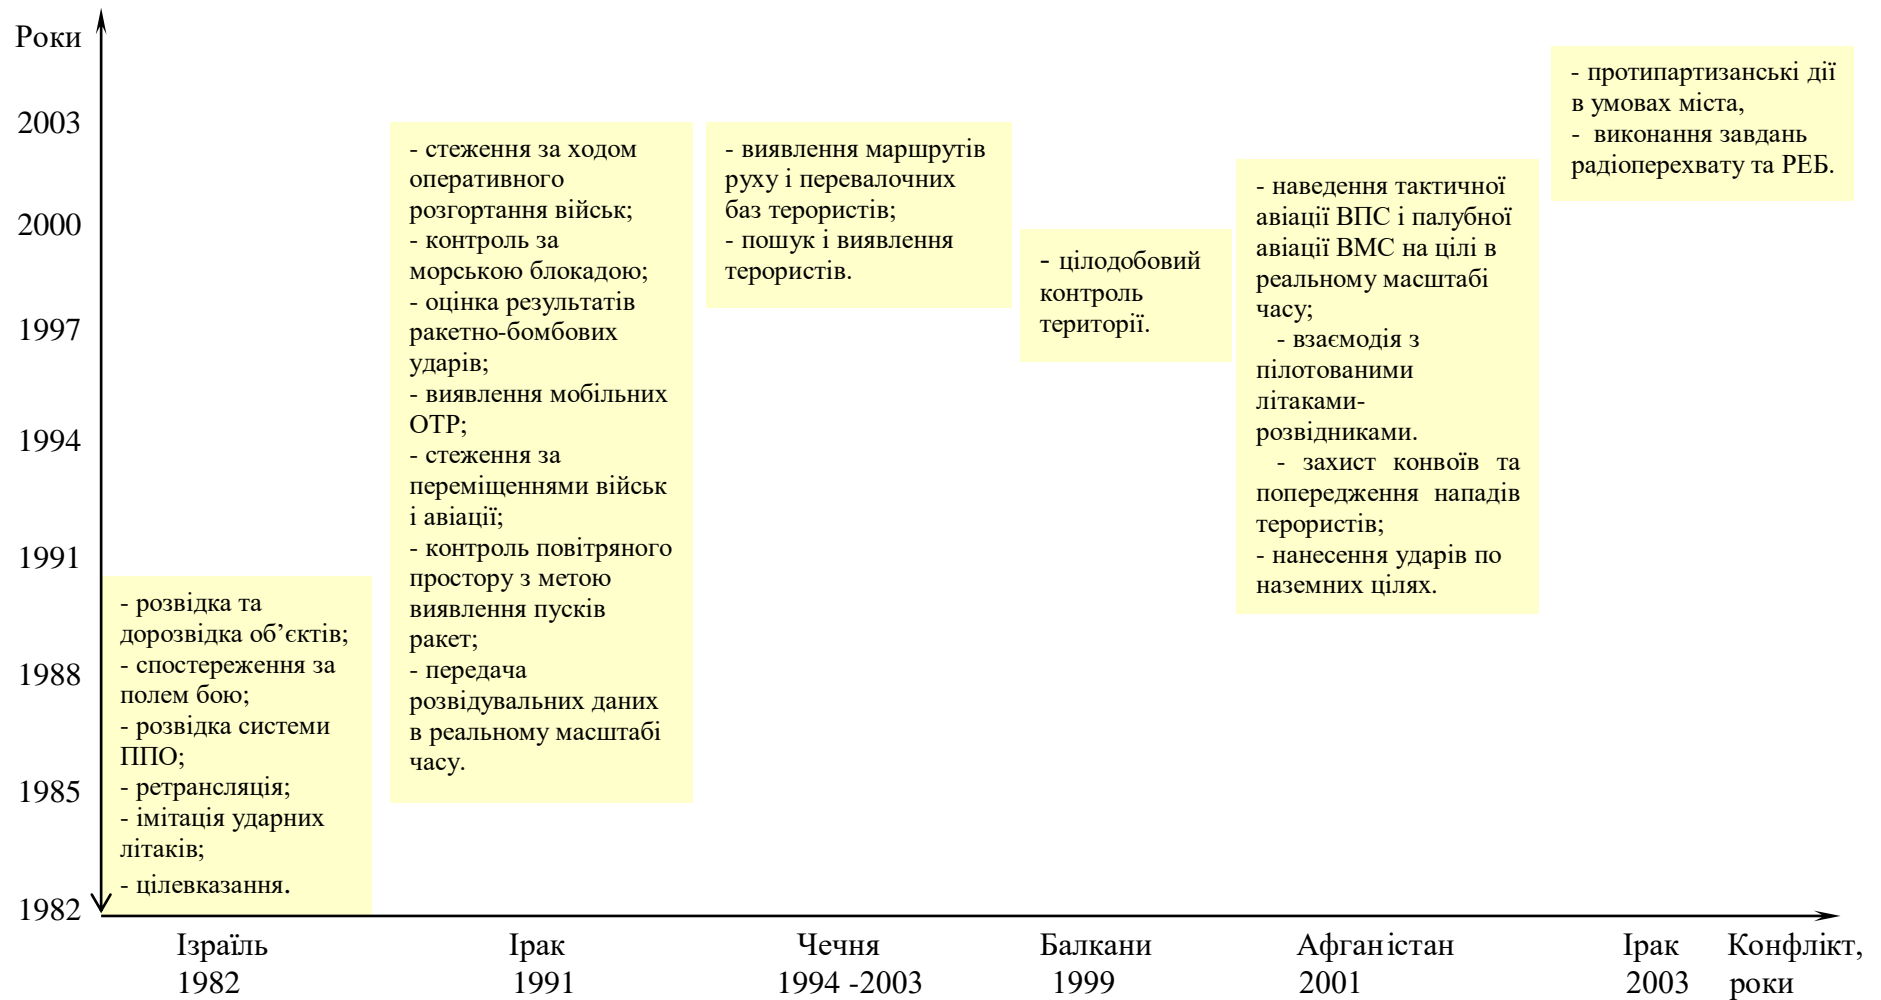 Роки
2003
2000
1997
1994
1991
1988
1985
1982
- розвідка та
дорозвідка об’єктів;
- спостереження за
полем бою;
- розвідка системи
ППО;
- ретрансляція;
- імітація ударних
літаків;
- цілевказання.
- стеження за ходом
оперативного
розгортання військ;
- контроль за
морською блокадою;
- оцінка результатів
ракетно-бомбових
ударів;
- виявлення мобільних
ОТР;
- стеження за
переміщеннями військ
і авіації;
- контроль повітряного
простору з метою
виявлення пусків
ракет;
- передача
розвідувальних даних
в реальному масштабі
часу.
- виявлення маршрутів
руху і перевалочних
баз терористів;
- пошук і виявлення
терористів.
- цілодобовий
контроль
території.
- наведення тактичної
авіації ВПС і палубної
авіації ВМС на цілі в
реальному масштабі
часу;
- взаємодія з
пілотованими
літаками-
розвідниками.
- захист конвоїв та
попередження нападів
терористів;
- нанесення ударів по
наземних цілях.
- протипартизанські дії
в умовах міста,
- виконання завдань
радіоперехвату та РЕБ.
Ізраїль
1982
Ірак
1991
Чечня
1994 -2003
Балкани
1999
Афганістан
2001
Ірак
2003
Конфлікт,
роки